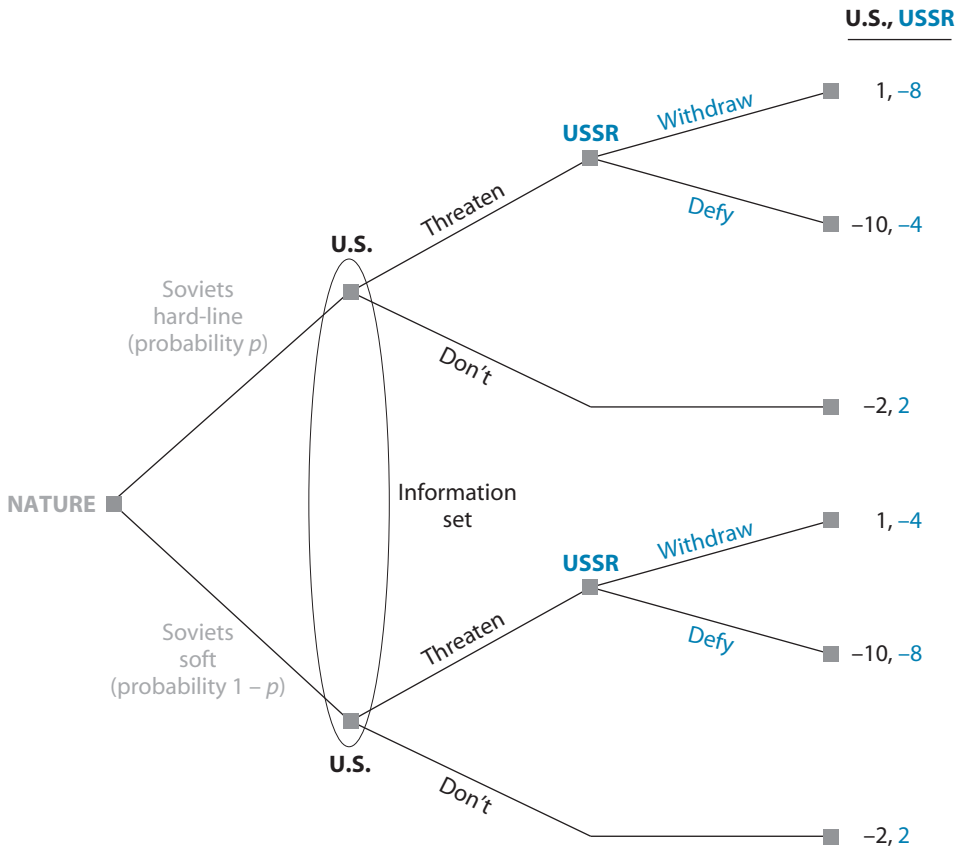 U.S., USSR
Withdraw
1, –8
USSR
Threaten
Defy
–10, –4
U.S.
Soviets
hard-line
(probability p)
Don't
–2, 2
NATURE
Information
set
Withdraw
1, –4
USSR
Soviets
soft
(probability 1 – p)
Threaten
Defy
–10, –8
U.S.
Don't
–2, 2